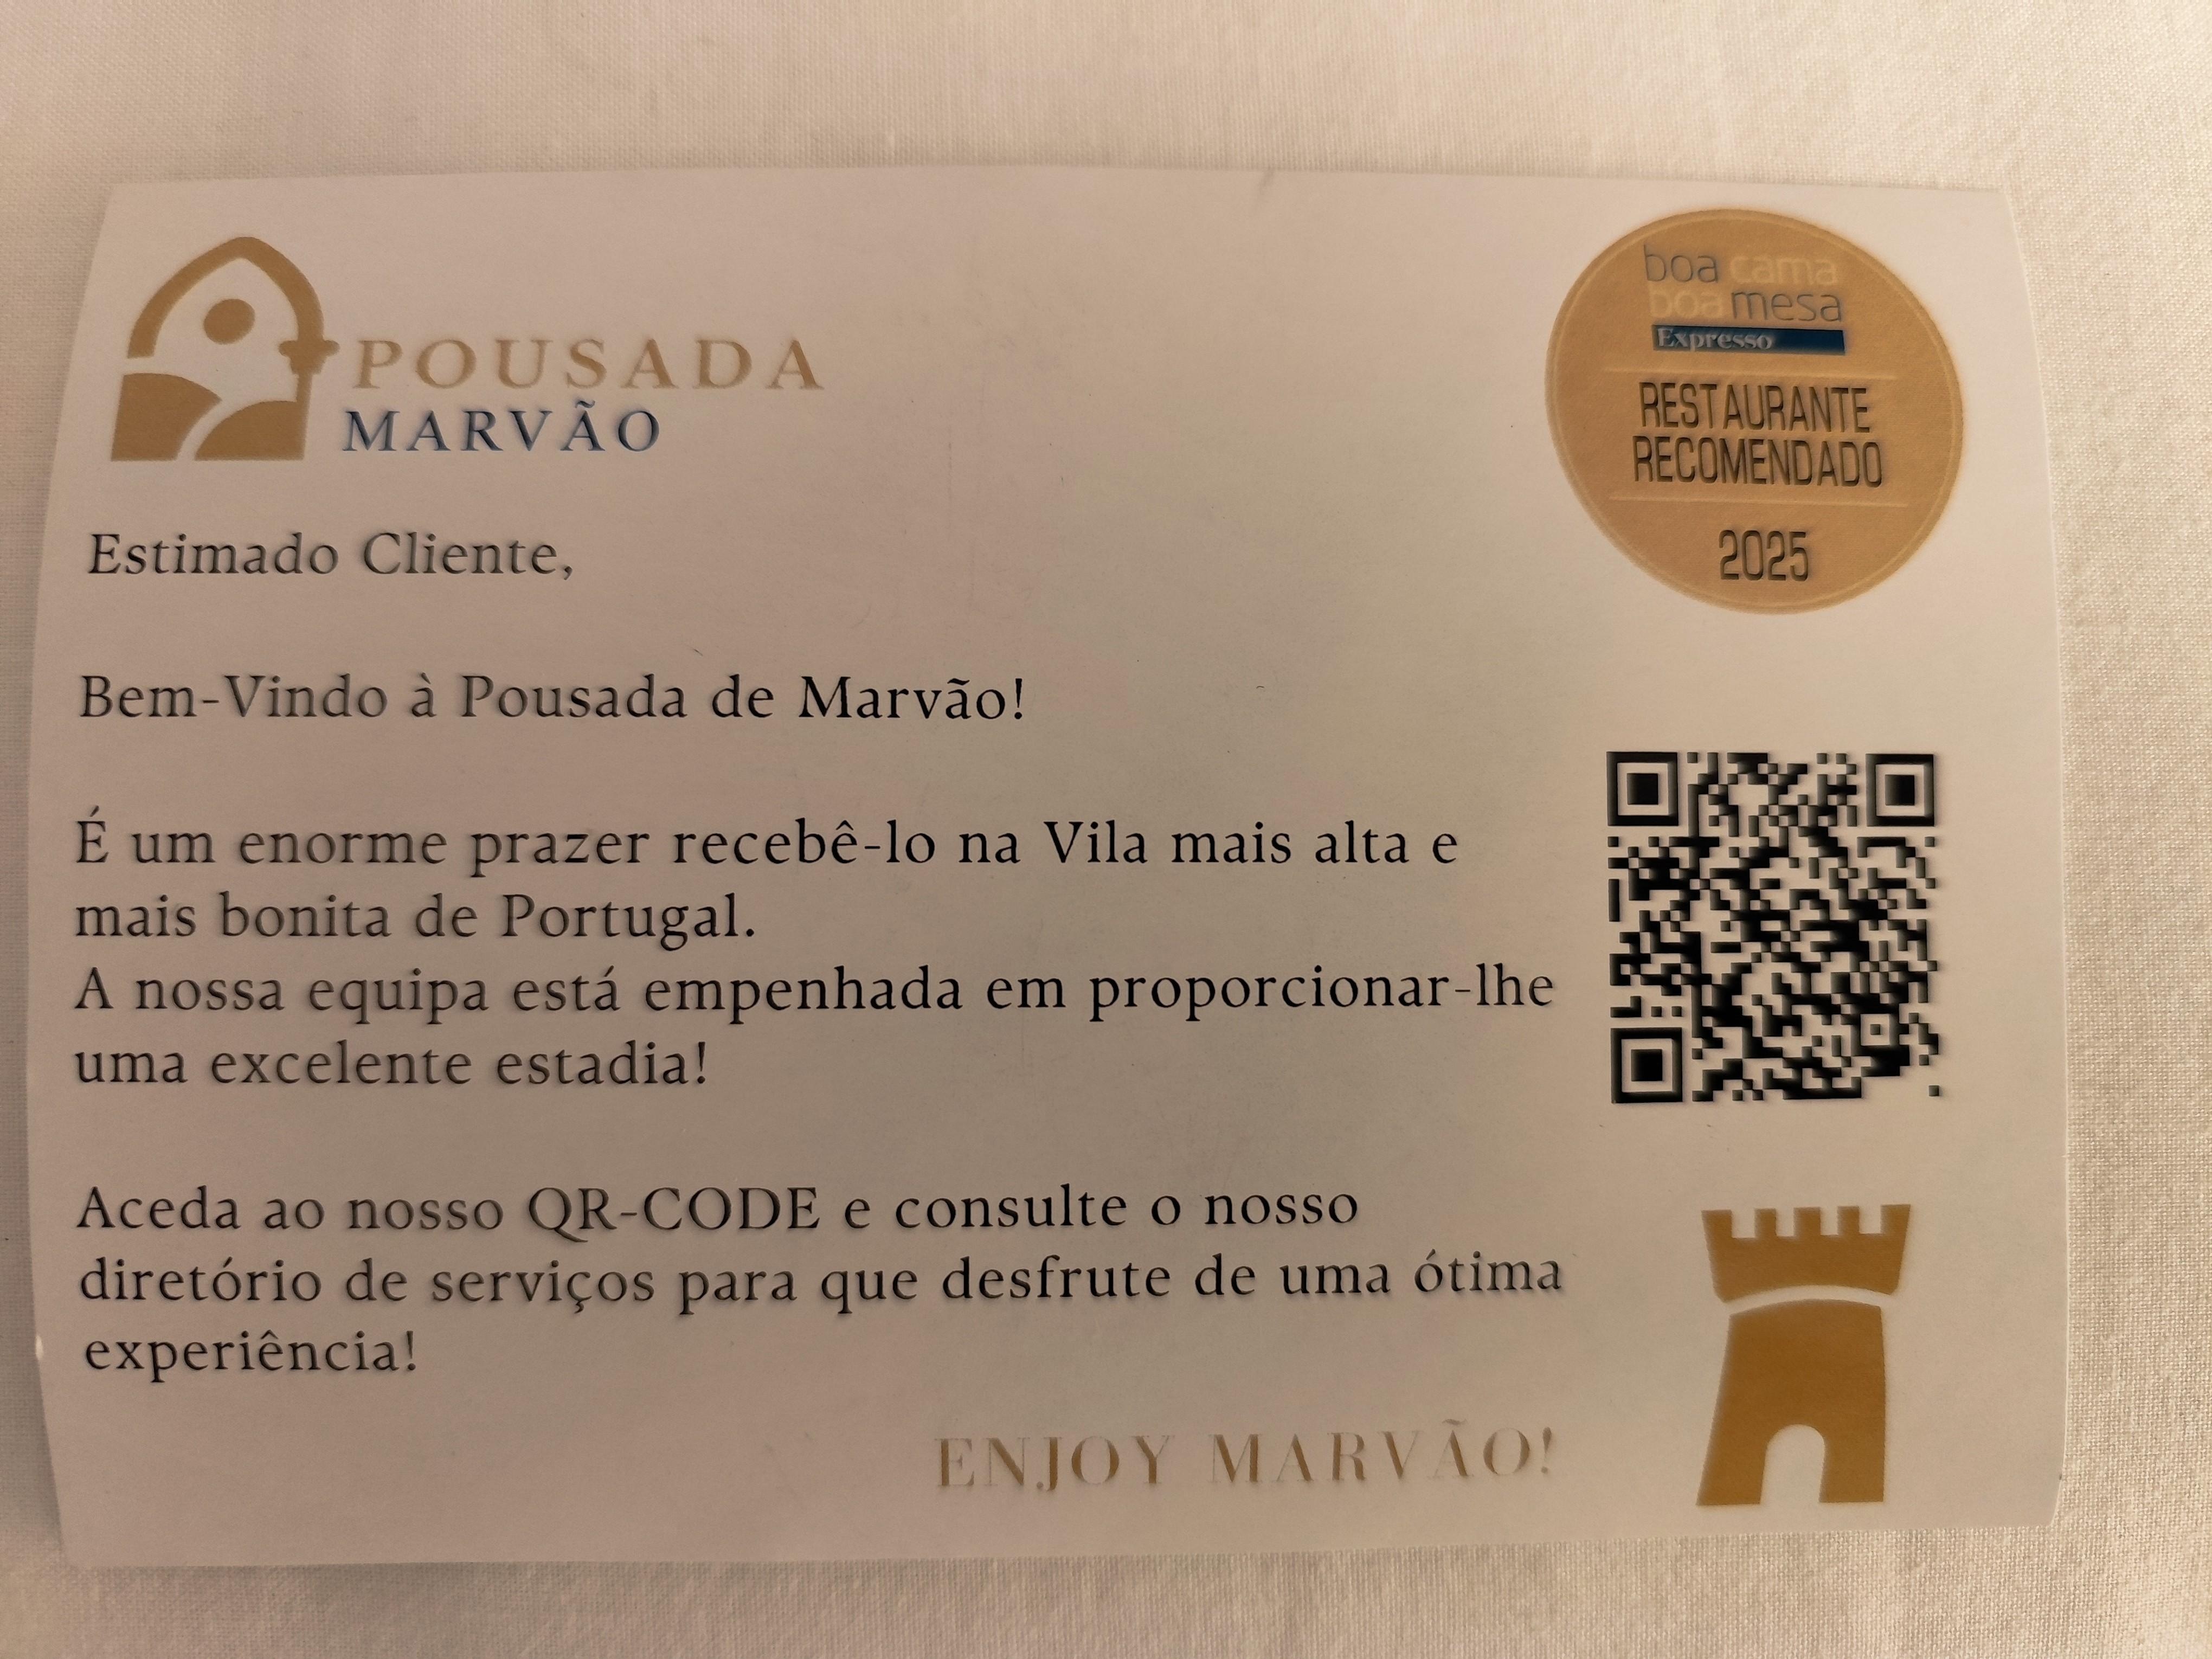 POUSADA
MARVÃO
boa cama
boa mesa
Expresso
RESTAURANTE
RECOMENDADO
2025
Estimado Cliente,
Bem-Vindo à Pousada de Marvão!
É um enorme prazer recebê-lo na Vila mais alta e
mais bonita de Portugal.
A nossa equipa está empenhada em proporcionar-lhe
uma excelente estadia!
Aceda ao nosso QR-CODE e consulte o nosso
diretório de serviços para que desfrute de uma ótima
experiência!
ENJOY MARVÃO!